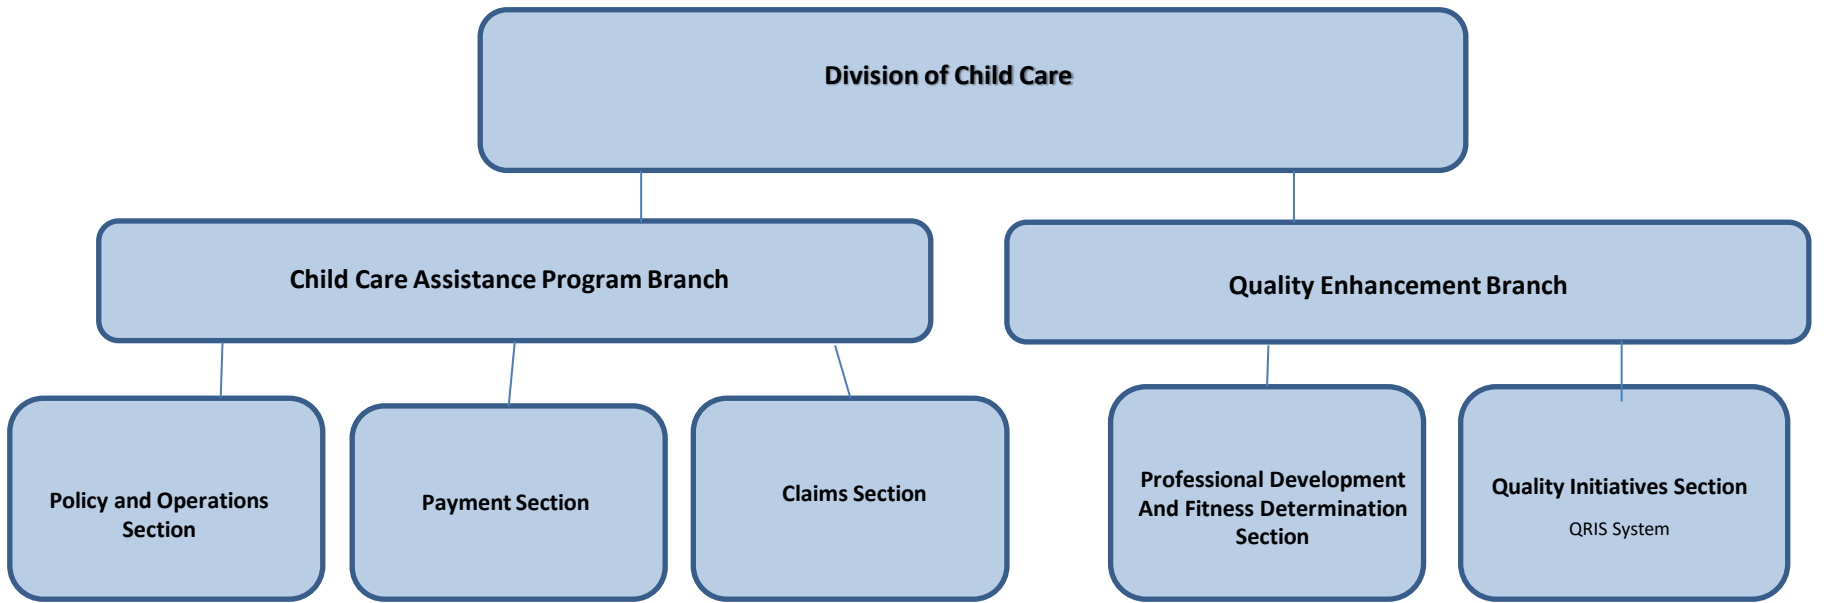 Division of Child Care
Child Care Assistance Program Branch
Quality Enhancement Branch
Policy and Operations
Section
Payment Section
Claims Section
Professional Development
And Fitness Determination
Section
Quality Initiatives Section
QRIS System